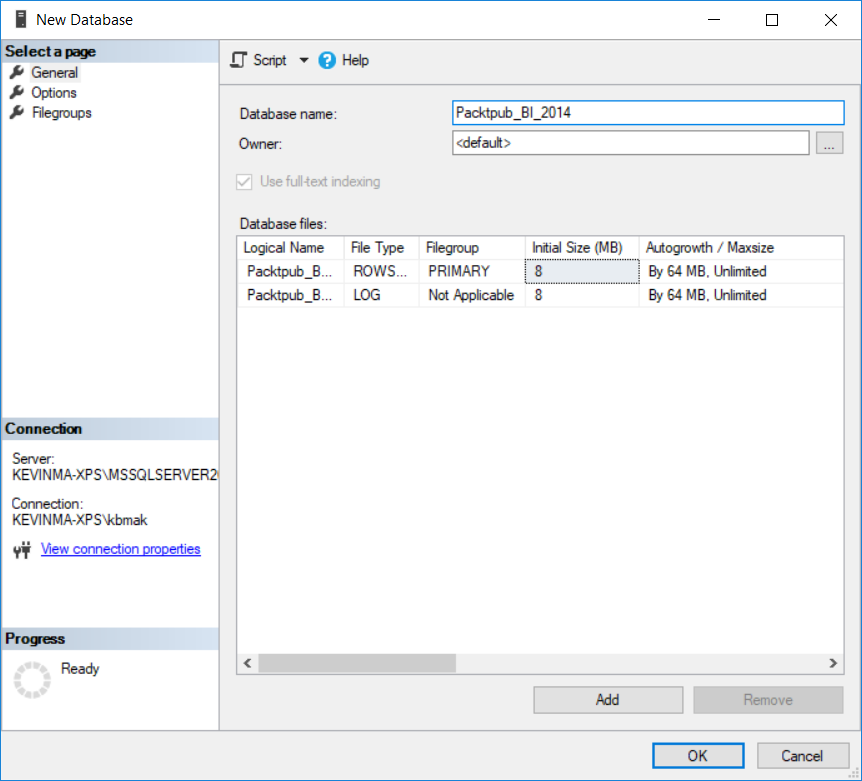 New Database
Select a page
General
Options
Filegroups
Script
Help
Database name:
Packtpub_BI_2014
Owner:
<default>
...
Use full-text indexing
Database files:
Logical Name File Type Filegroup Initial Size (MB) Autogrowth / Maxsize
Packtpub_B... ROWS... PRIMARY 8 By 64 MB, Unlimited
Packtpub_B... LOG Not Applicable 8 By 64 MB, Unlimited
Connection
Server:
KEVINMA-XPS\MSSQLSERVER2
Connection:
KEVINMA-XPS\kbmak
View connection properties
Progress
Ready
Add
Remove
OK
Cancel